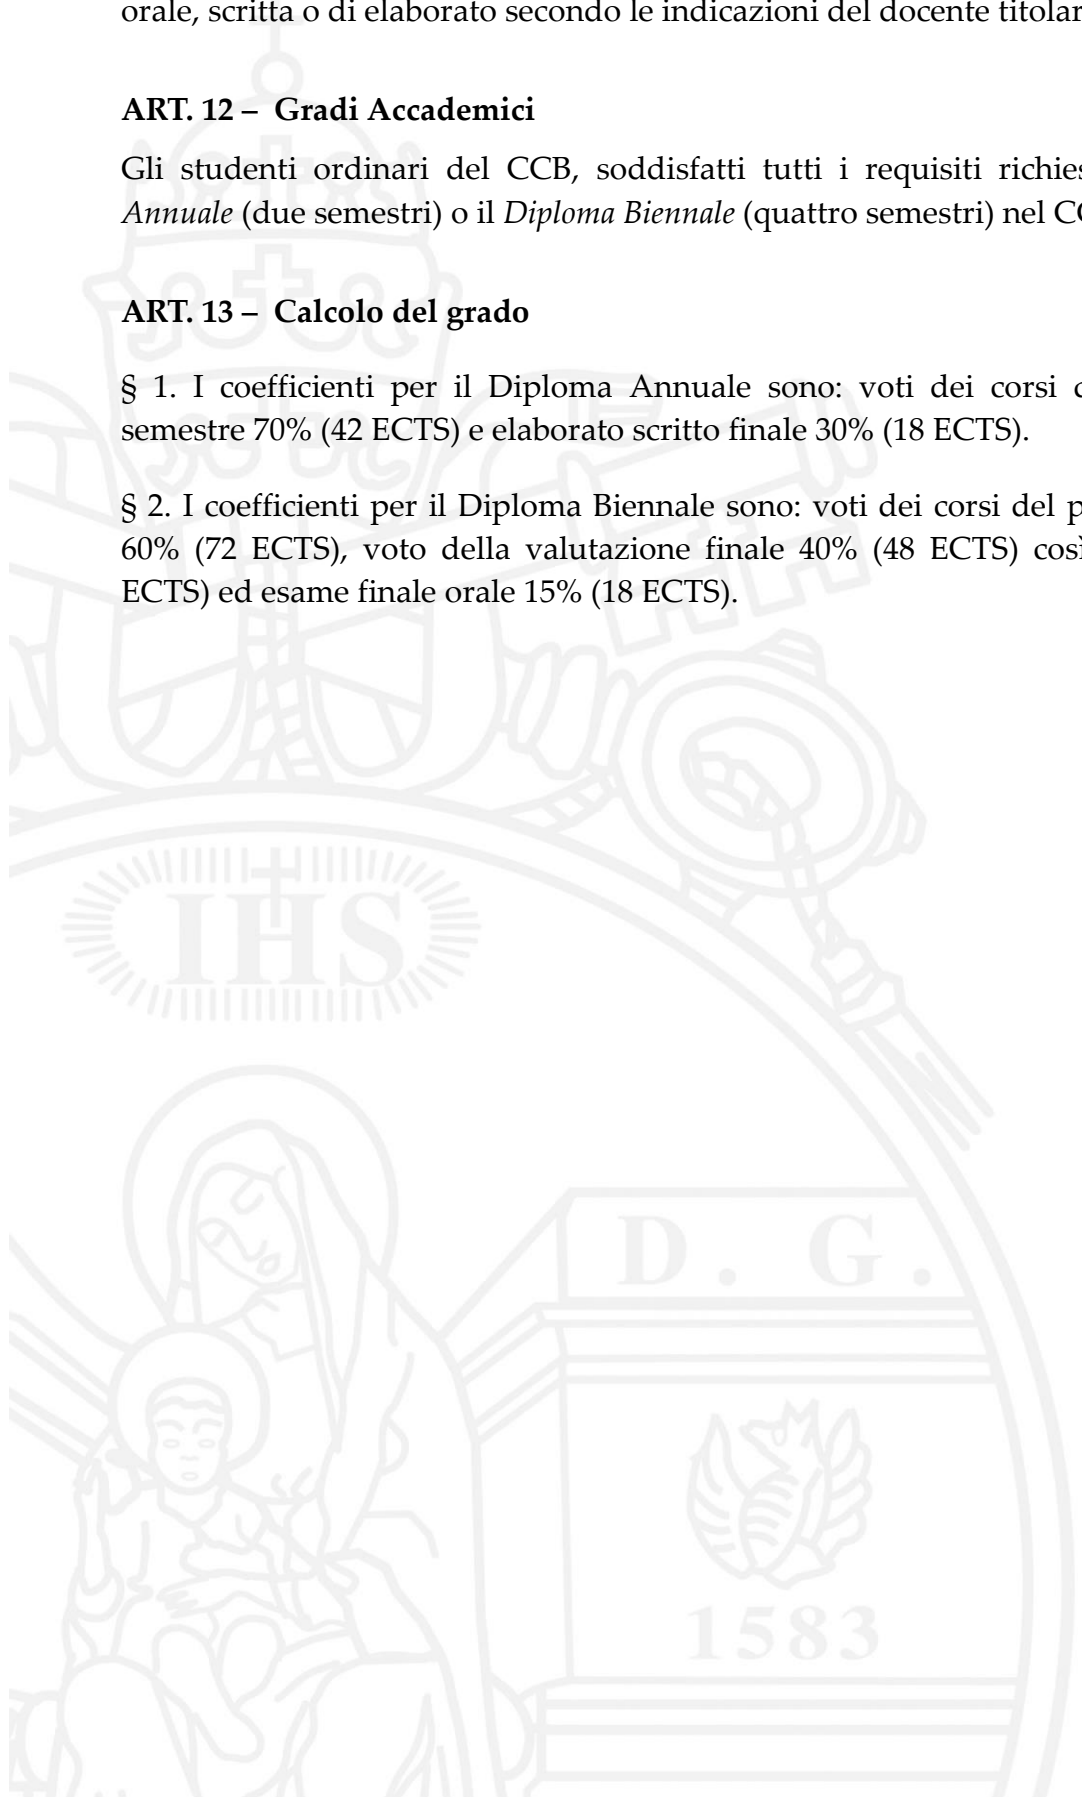 orale, scritta o di elaborato secondo le indicazioni del docente
ART. 12 – Gradi Accademici
Gli studenti ordinari del CCB, soddisfatti tutti i requisiti
Annuale (due semestri) o il Diploma Biennale (quattro semestri) nel
ART. 13 – Calcolo del grado
§ 1. I coefficienti per il Diploma Annuale sono: voti dei corsi
semestre 70% (42 ECTS) e elaborato scritto finale 30% (18 ECTS).
§ 2. I coefficienti per il Diploma Biennale sono: voti dei corsi del
60% (72 ECTS), voto della valutazione finale 40% (48 ECTS)
ECTS) ed esame finale orale 15% (18 ECTS).
IHS
D. G.
1583